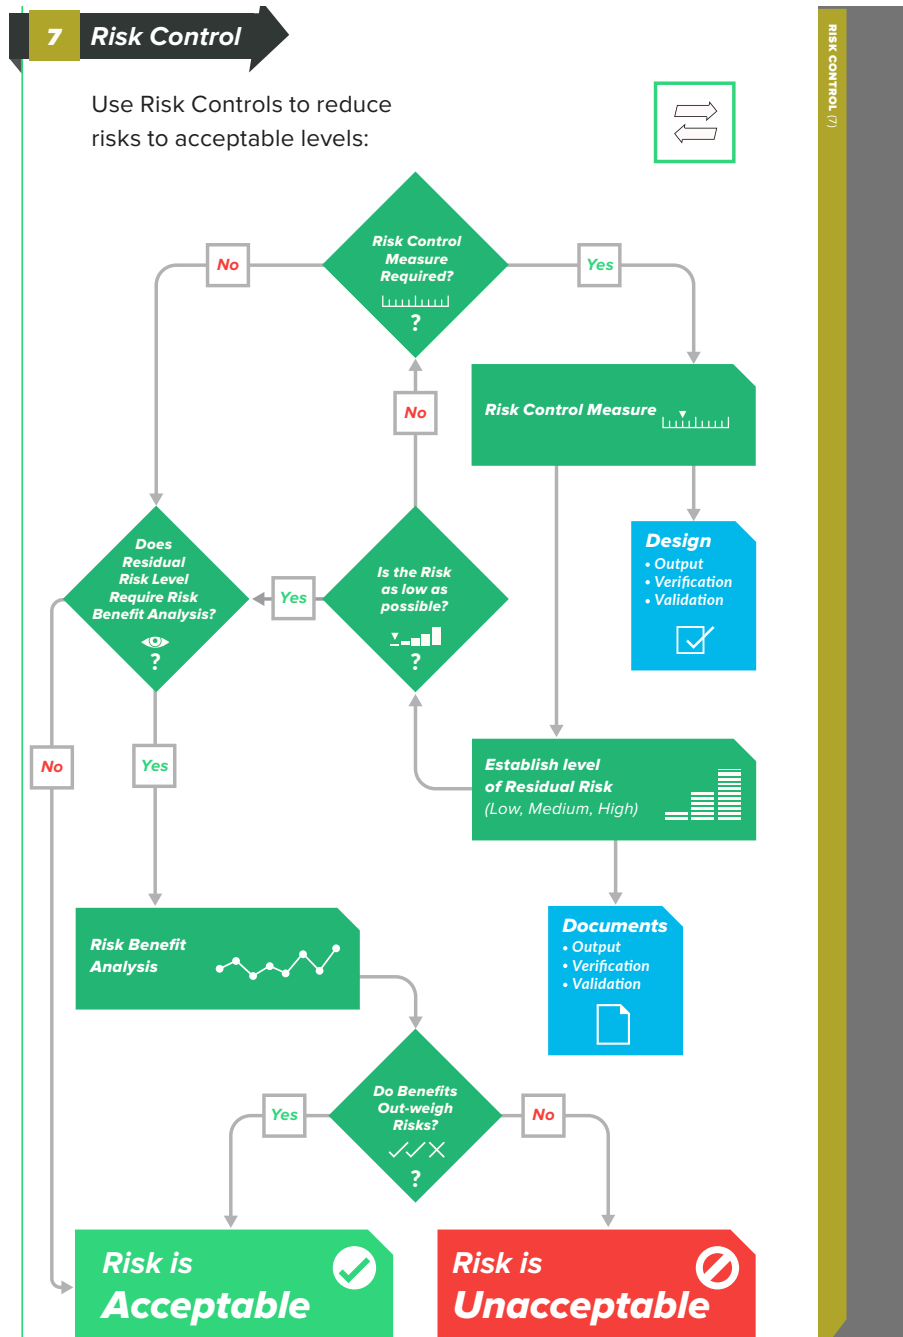 7 Risk Control
RISK CONTROL (7)
Use Risk Controls to reduce
risks to acceptable levels:
Risk Control
Measure
Required?
?
No
Yes
Risk Control Measure
No
Design
• Output
• Verification
• Validation
Does
Residual
Risk Level
Require Risk
Benefit Analysis?
?
Yes
Is the Risk
as low as
possible?
?
No
Yes
Establish level
of Residual Risk
(Low, Medium, High)
Documents
• Output
• Verification
• Validation
Risk Benefit
Analysis
Do Benefits
Out-weigh
Risks?
?
Yes
No
Risk is
Acceptable
Risk is
Unacceptable